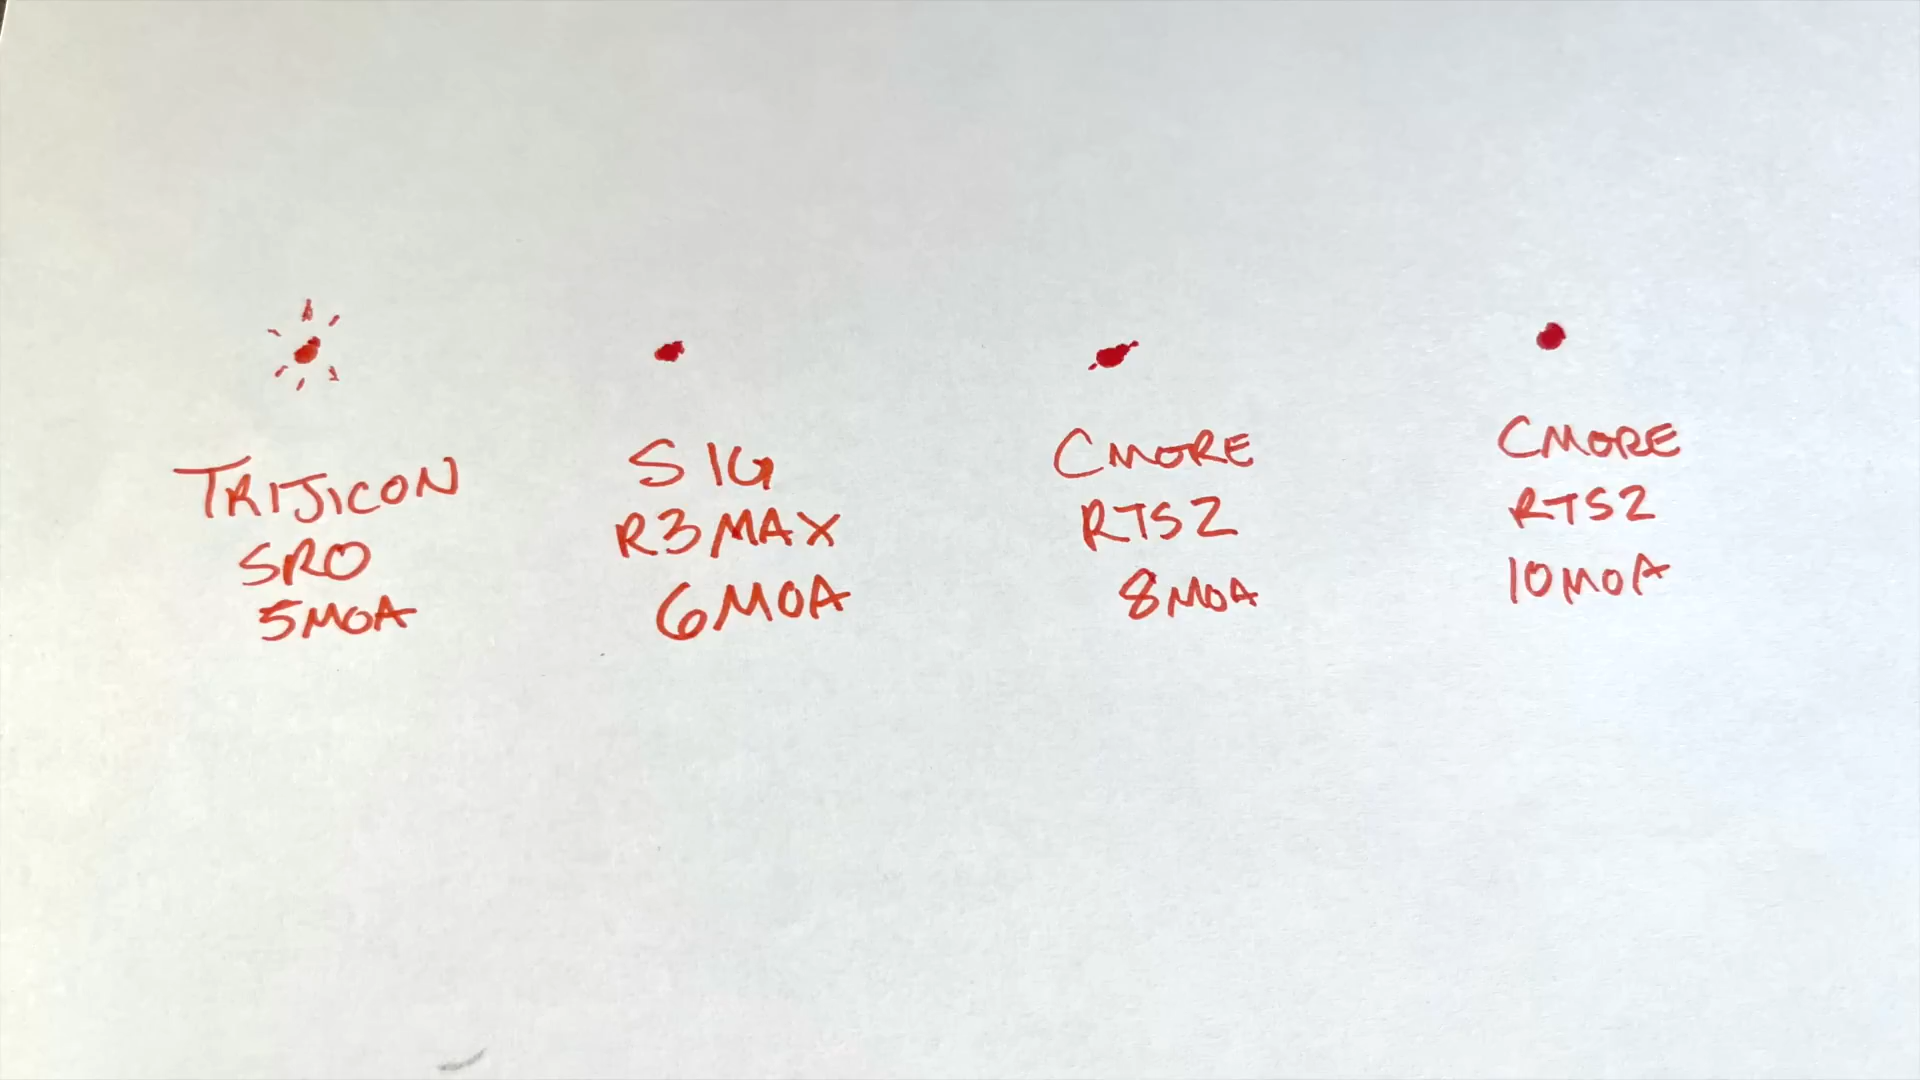 TRIJICON
SRO
5MOA
SIG
R3MAX
6MOA
CMORE
RTS2
8MOA
CMORE
RTS2
10MOA